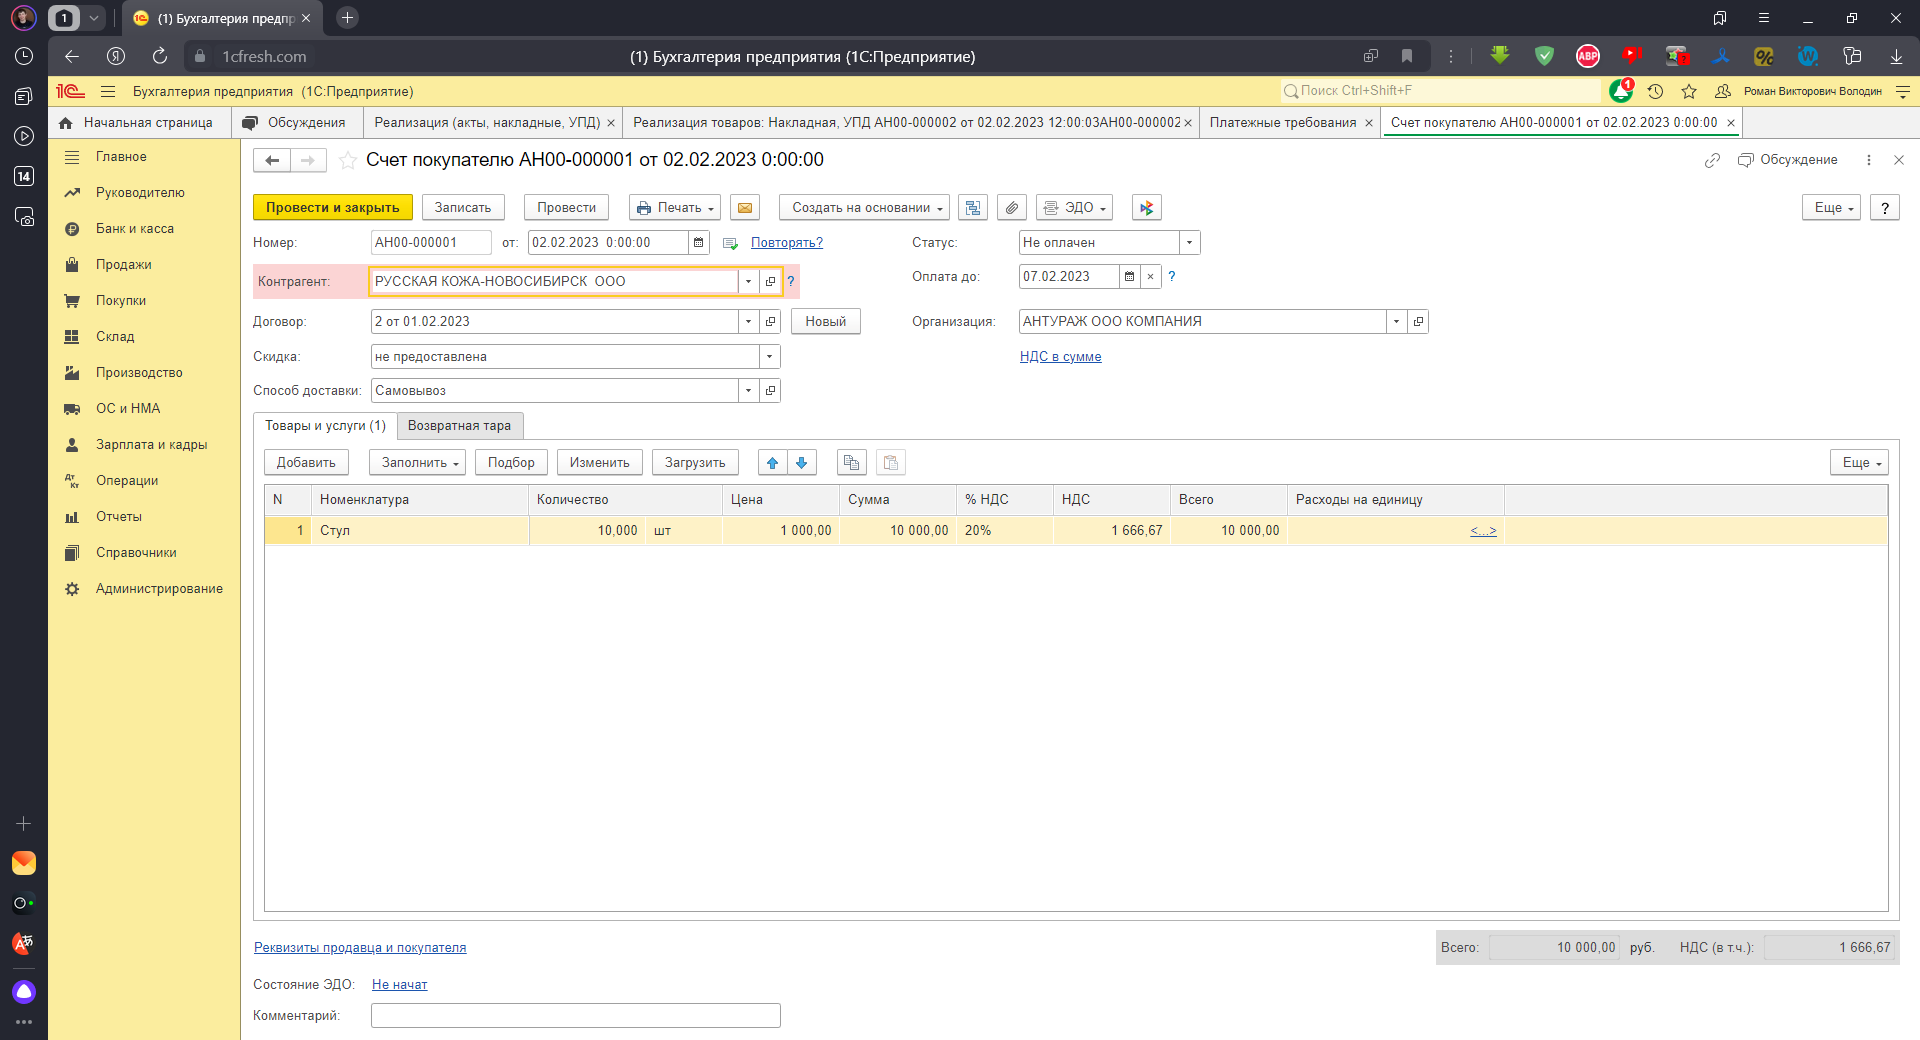 1
(1) Бухгалтерия предпр
1cfresh.com
(1) Бухгалтерия предприятия (1С:Предприятие)
ABP
Бухгалтерия предприятия (1С:Предприятие)
Поиск Ctrl+Shift+F
1
Роман Викторович Володин
Начальная страница
Обсуждения
Реализация (акты, накладные, УПД)
Реализация товаров: Накладная, УПД АН00-000002 от 02.02.2023 12:00:03АН00-000002
Платежные требования
Счет покупателю АН00-000001 от 02.02.2023 0:00:00
14
Главное
Руководителю
Банк и касса
Продажи
Покупки
Склад
Производство
ОС и НМА
Зарплата и кадры
Операции
Отчеты
Справочники
Администрирование
Счет покупателю АН00-000001 от 02.02.2023 0:00:00
Обсуждение
Провести и закрыть
Записать
Провести
Печать
Создать на основании
ЭДО
Еще
?
Номер:
АН00-000001
от:
02.02.2023 0:00:00
Повторять?
Статус:
Не оплачен
Контрагент:
РУССКАЯ КОЖА-НОВОСИБИРСК ООО
?
Оплата до:
07.02.2023
?
Договор:
2 от 01.02.2023
Новый
Организация:
АНТУРАЖ ООО КОМПАНИЯ
Скидка:
не предоставлена
НДС в сумме
Способ доставки:
Самовывоз
Товары и услуги (1)
Возвратная тара
Добавить
Заполнить
Подбор
Изменить
Загрузить
Еще
N Номенклатура Количество Цена Сумма % НДС НДС Всего Расходы на единицу
1 Стул 10,000 шт 1 000,00 10 000,00 20% 1 666,67 10 000,00 <...>
Реквизиты продавца и покупателя
Всего: 10 000,00 руб. НДС (в т.ч.): 1 666,67
Состояние ЭДО: Не начат
Комментарий: